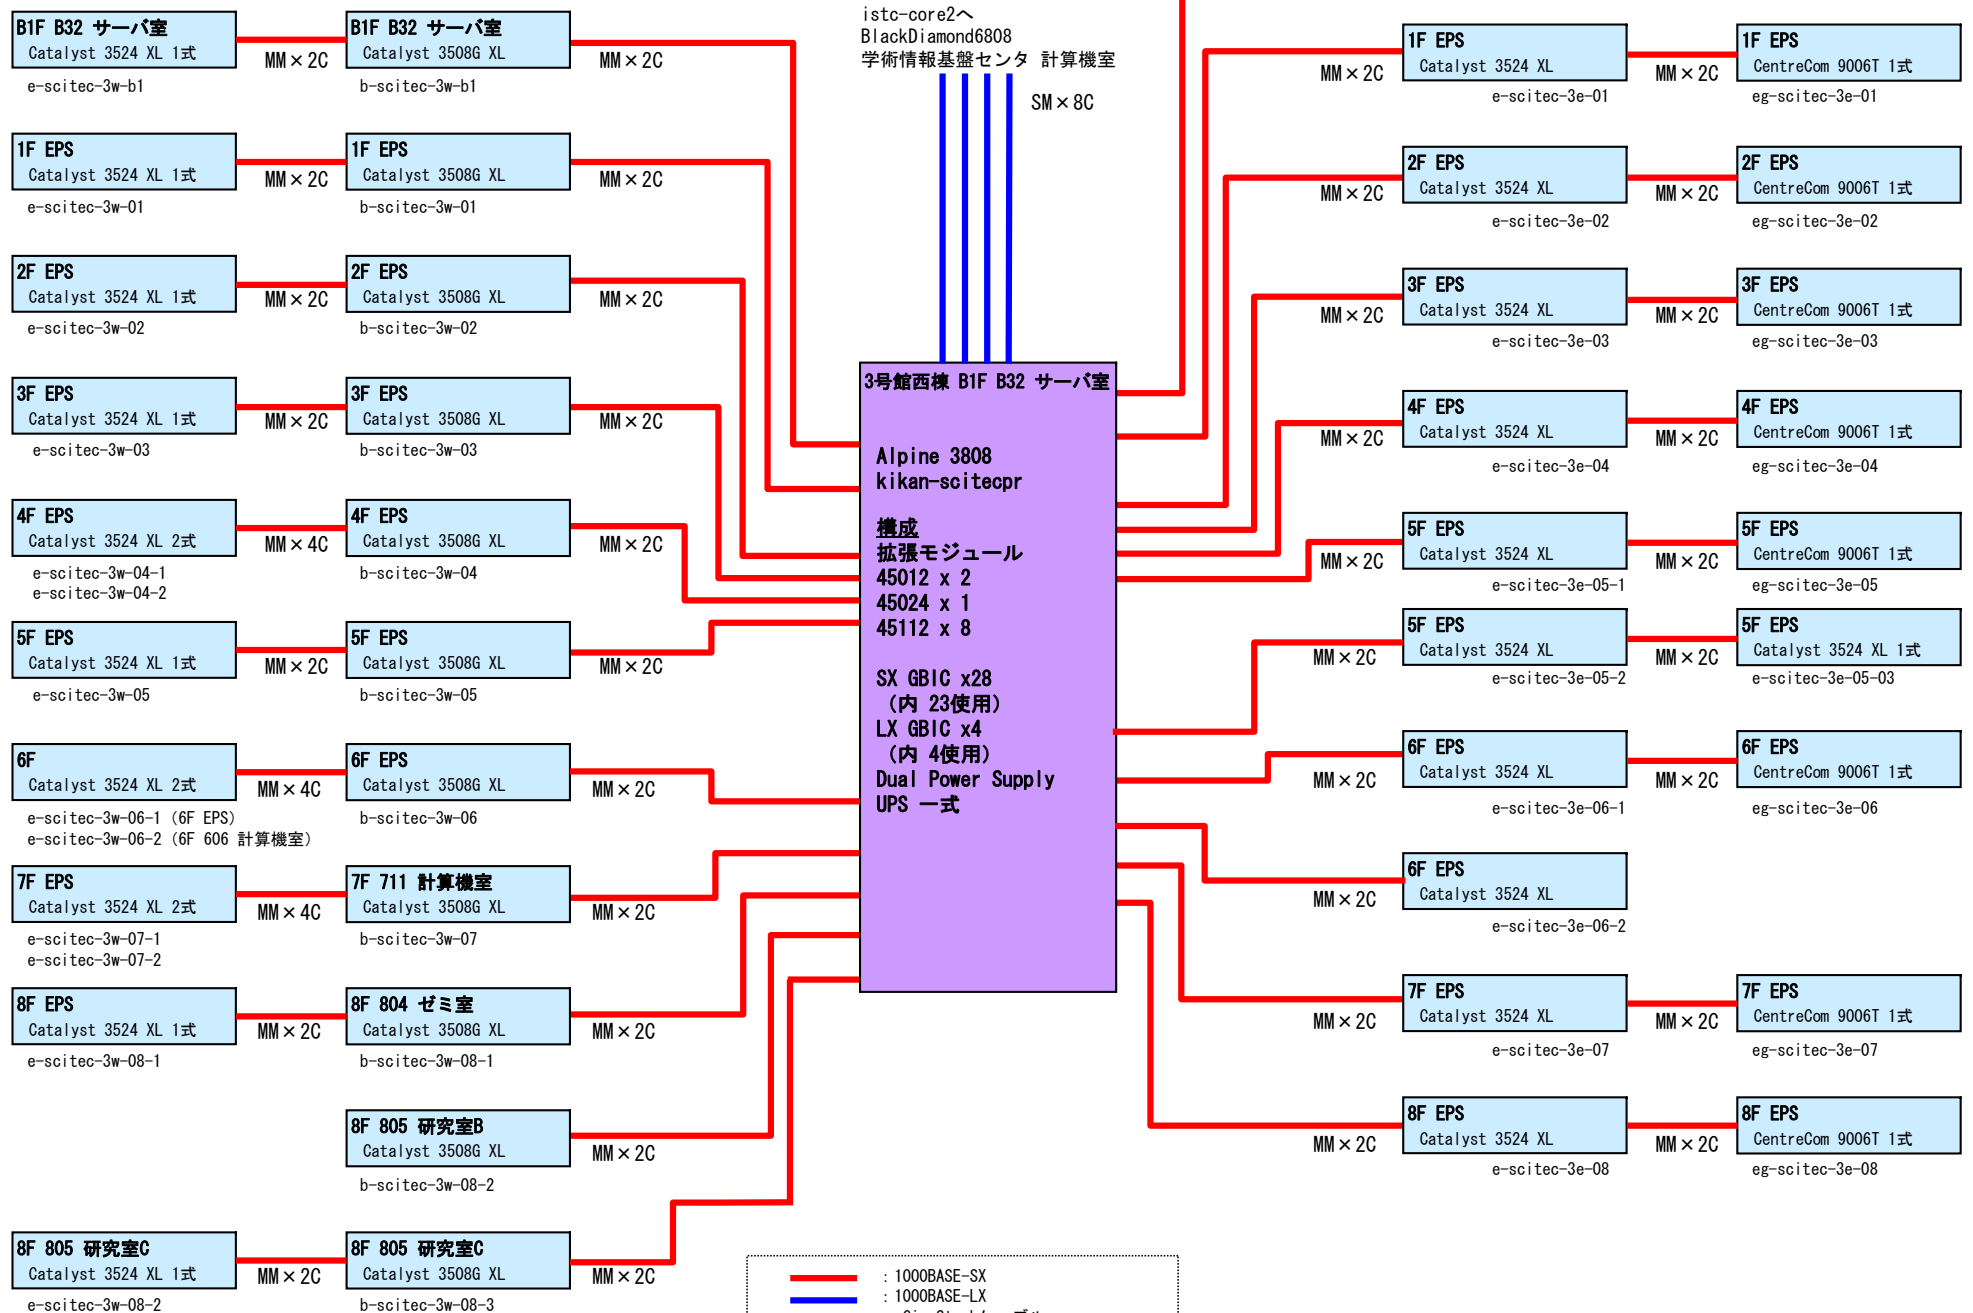 B1F B32 サーバ室
Catalyst 3524 XL 1式
e-scitec-3w-b1
MM×2C
B1F B32 サーバ室
Catalyst 3508G XL
b-scitec-3w-b1
MM×2C
1F EPS
Catalyst 3524 XL 1式
e-scitec-3w-01
MM×2C
1F EPS
Catalyst 3508G XL
b-scitec-3w-01
MM×2C
2F EPS
Catalyst 3524 XL 1式
e-scitec-3w-02
MM×2C
2F EPS
Catalyst 3508G XL
b-scitec-3w-02
MM×2C
3F EPS
Catalyst 3524 XL 1式
e-scitec-3w-03
MM×2C
3F EPS
Catalyst 3508G XL
b-scitec-3w-03
MM×2C
4F EPS
Catalyst 3524 XL 2式
e-scitec-3w-04-1
e-scitec-3w-04-2
MM×4C
4F EPS
Catalyst 3508G XL
b-scitec-3w-04
MM×2C
5F EPS
Catalyst 3524 XL 1式
e-scitec-3w-05
MM×2C
5F EPS
Catalyst 3508G XL
b-scitec-3w-05
MM×2C
6F
Catalyst 3524 XL 2式
e-scitec-3w-06-1（6F EPS）
e-scitec-3w-06-2（6F 606 計算機室）
MM×4C
6F EPS
Catalyst 3508G XL
b-scitec-3w-06
MM×2C
7F EPS
Catalyst 3524 XL 2式
e-scitec-3w-07-1
e-scitec-3w-07-2
MM×4C
7F 711 計算機室
Catalyst 3508G XL
b-scitec-3w-07
MM×2C
8F EPS
Catalyst 3524 XL 1式
e-scitec-3w-08-1
MM×2C
8F 804 ゼミ室
Catalyst 3508G XL
b-scitec-3w-08-1
MM×2C
8F 805 研究室B
Catalyst 3508G XL
b-scitec-3w-08-2
MM×2C
8F 805 研究室C
Catalyst 3524 XL 1式
e-scitec-3w-08-2
MM×2C
8F 805 研究室C
Catalyst 3508G XL
b-scitec-3w-08-3
MM×2C
istc-core2へ
BlackDiamond6808
学術情報基盤センタ 計算機室
SM×8C
3号館西棟 B1F B32 サーバ室
Alpine 3808
kikan-scitecpr
構成
拡張モジュール
45012 x 2
45024 x 1
45112 x 8
SX GBIC x28
（内 23使用）
LX GBIC x4
（内 4使用）
Dual Power Supply
UPS 一式
MM×2C
1F EPS
Catalyst 3524 XL
e-scitec-3e-01
MM×2C
1F EPS
CentreCom 9006T 1式
eg-scitec-3e-01
MM×2C
2F EPS
Catalyst 3524 XL
e-scitec-3e-02
MM×2C
2F EPS
CentreCom 9006T 1式
eg-scitec-3e-02
MM×2C
3F EPS
Catalyst 3524 XL
e-scitec-3e-03
MM×2C
3F EPS
CentreCom 9006T 1式
eg-scitec-3e-03
MM×2C
4F EPS
Catalyst 3524 XL
e-scitec-3e-04
MM×2C
4F EPS
CentreCom 9006T 1式
eg-scitec-3e-04
MM×2C
5F EPS
Catalyst 3524 XL
e-scitec-3e-05-1
MM×2C
5F EPS
CentreCom 9006T 1式
eg-scitec-3e-05
MM×2C
5F EPS
Catalyst 3524 XL
e-scitec-3e-05-2
MM×2C
5F EPS
Catalyst 3524 XL 1式
e-scitec-3e-05-03
MM×2C
6F EPS
Catalyst 3524 XL
e-scitec-3e-06-1
MM×2C
6F EPS
CentreCom 9006T 1式
eg-scitec-3e-06
MM×2C
6F EPS
Catalyst 3524 XL
e-scitec-3e-06-2
MM×2C
7F EPS
Catalyst 3524 XL
e-scitec-3e-07
MM×2C
7F EPS
CentreCom 9006T 1式
eg-scitec-3e-07
MM×2C
8F EPS
Catalyst 3524 XL
e-scitec-3e-08
MM×2C
8F EPS
CentreCom 9006T 1式
eg-scitec-3e-08
：1000BASE-SX
：1000BASE-LX